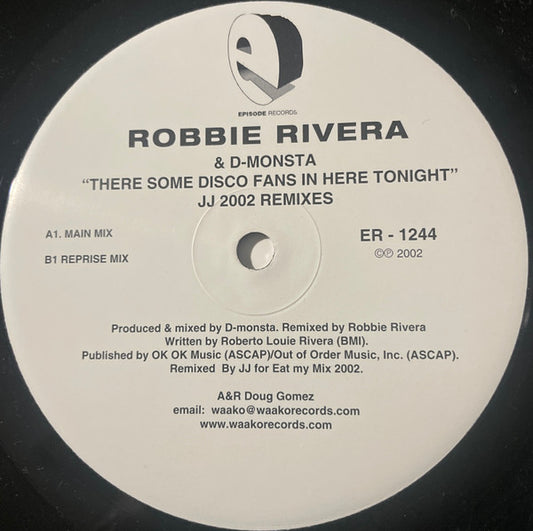 EPISODE RECORDS
ROBBIE RIVERA
& D-MONSTA
“THERE SOME DISCO FANS IN HERE TONIGHT”
JJ 2002 REMIXES
A1. MAIN MIX
B1 REPRISE MIX
ER - 1244
©℗ 2002
Produced & mixed by D-monsta. Remixed by Robbie Rivera
Written by Roberto Louie Rivera (BMI).
Published by OK OK Music (ASCAP)/Out of Order Music, Inc. (ASCAP).
Remixed  By JJ for Eat my Mix 2002.
A&R Doug Gomez
email:  waako@waakorecords.com
www.waakorecords.com